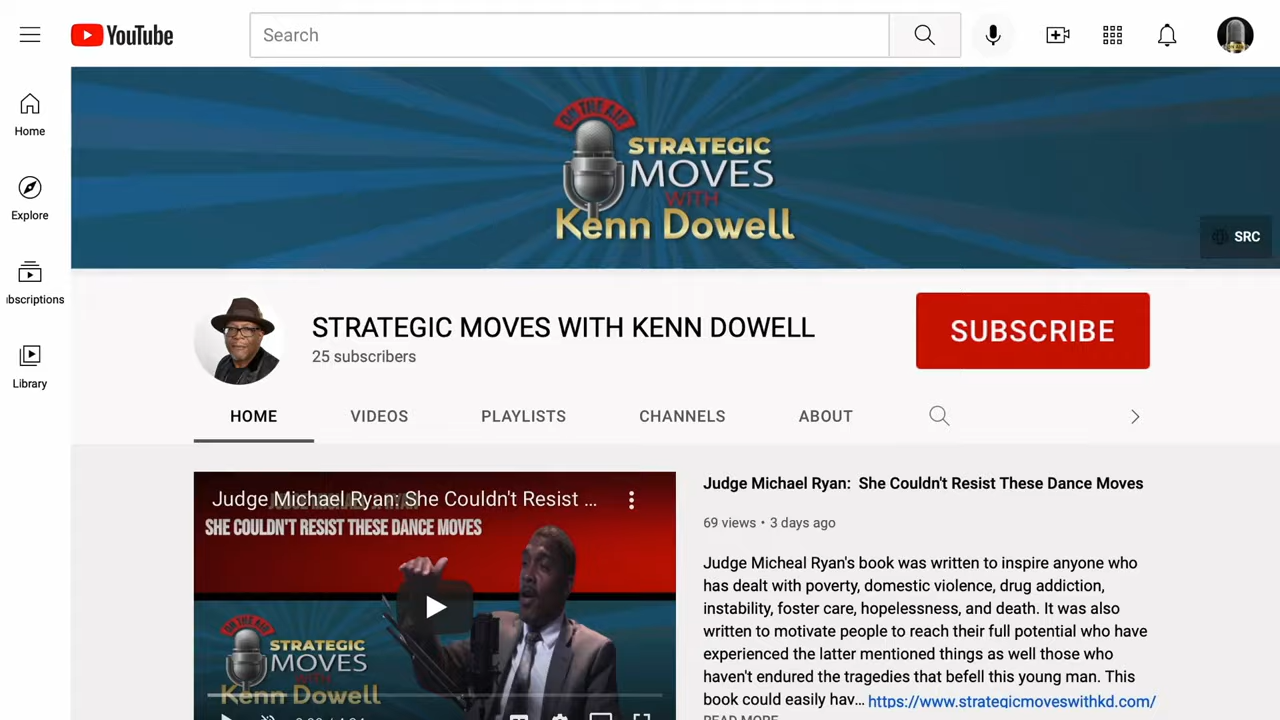 YouTube
Search
Home
Explore
ubscriptions
Library
ON THE AIR
STRATEGIC
MOVES
WITH
Kenn Dowell
SRC
STRATEGIC MOVES WITH KENN DOWELL
25 subscribers
SUBSCRIBE
HOME
VIDEOS
PLAYLISTS
CHANNELS
ABOUT
Judge Michael Ryan: She Couldn't Resist ...
SHE COULDN'T RESIST THESE DANCE MOVES
ON THE AIR
STRATEGIC
MOVES
WITH
Kenn Dowell
Judge Michael Ryan:  She Couldn't Resist These Dance Moves
69 views • 3 days ago
Judge Micheal Ryan's book was written to inspire anyone who
has dealt with poverty, domestic violence, drug addiction,
instability, foster care, hopelessness, and death. It was also
written to motivate people to reach their full potential who have
experienced the latter mentioned things as well those who
haven't endured the tragedies that befell this young man. This
book could easily hav... https://www.strategicmoveswithkd.com/
READ MORE